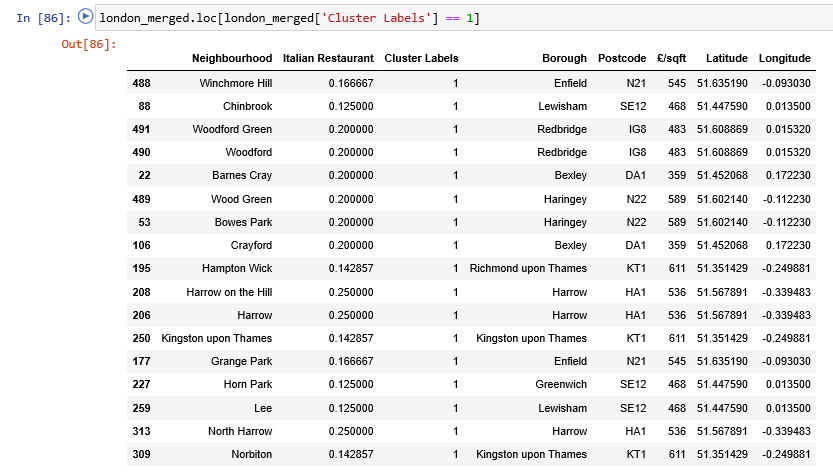 In [86]: london_merged.loc[london_merged['Cluster Labels'] == 1]
Out[86]:
Neighbourhood Italian Restaurant Cluster Labels Borough Postcode £/sqft Latitude Longitude
488 Winchmore Hill 0.166667 1 Enfield N21 545 51.635190 -0.093030
88 Chinbrook 0.125000 1 Lewisham SE12 468 51.447590 0.013500
491 Woodford Green 0.200000 1 Redbridge IG8 483 51.608869 0.015320
490 Woodford 0.200000 1 Redbridge IG8 483 51.608869 0.015320
22 Barnes Cray 0.200000 1 Bexley DA1 359 51.452068 0.172230
489 Wood Green 0.200000 1 Haringey N22 589 51.602140 -0.112230
53 Bowes Park 0.200000 1 Haringey N22 589 51.602140 -0.112230
106 Crayford 0.200000 1 Bexley DA1 359 51.452068 0.172230
195 Hampton Wick 0.142857 1 Richmond upon Thames KT1 611 51.351429 -0.249881
208 Harrow on the Hill 0.250000 1 Harrow HA1 536 51.567891 -0.339483
206 Harrow 0.250000 1 Harrow HA1 536 51.567891 -0.339483
250 Kingston upon Thames 0.142857 1 Kingston upon Thames KT1 611 51.351429 -0.249881
177 Grange Park 0.166667 1 Enfield N21 545 51.635190 -0.093030
227 Horn Park 0.125000 1 Greenwich SE12 468 51.447590 0.013500
259 Lee 0.125000 1 Lewisham SE12 468 51.447590 0.013500
313 North Harrow 0.250000 1 Harrow HA1 536 51.567891 -0.339483
309 Norbiton 0.142857 1 Kingston upon Thames KT1 611 51.351429 -0.249881